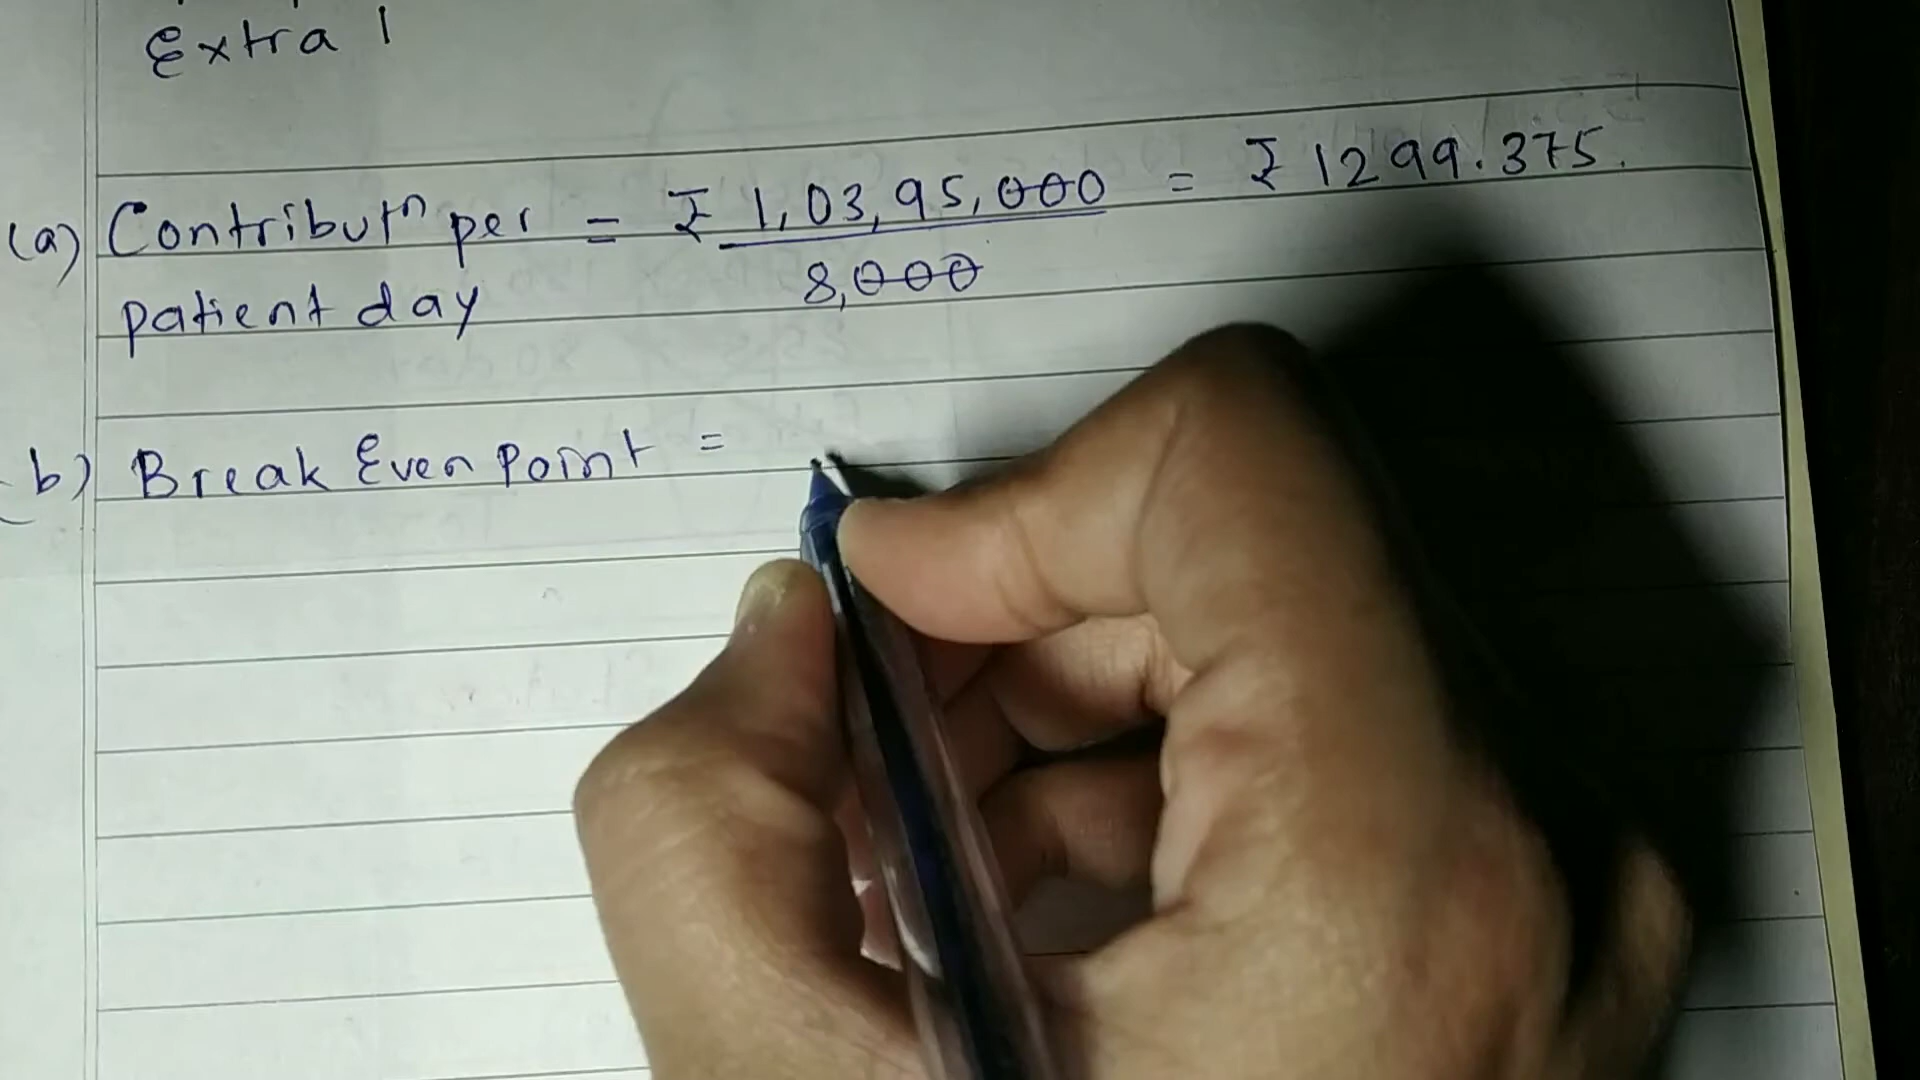 Extra 1
(a) Contributn per = ₹ 1,03,95,000 = ₹ 1299.375.
patient day 8,000
b) Break Even Point =